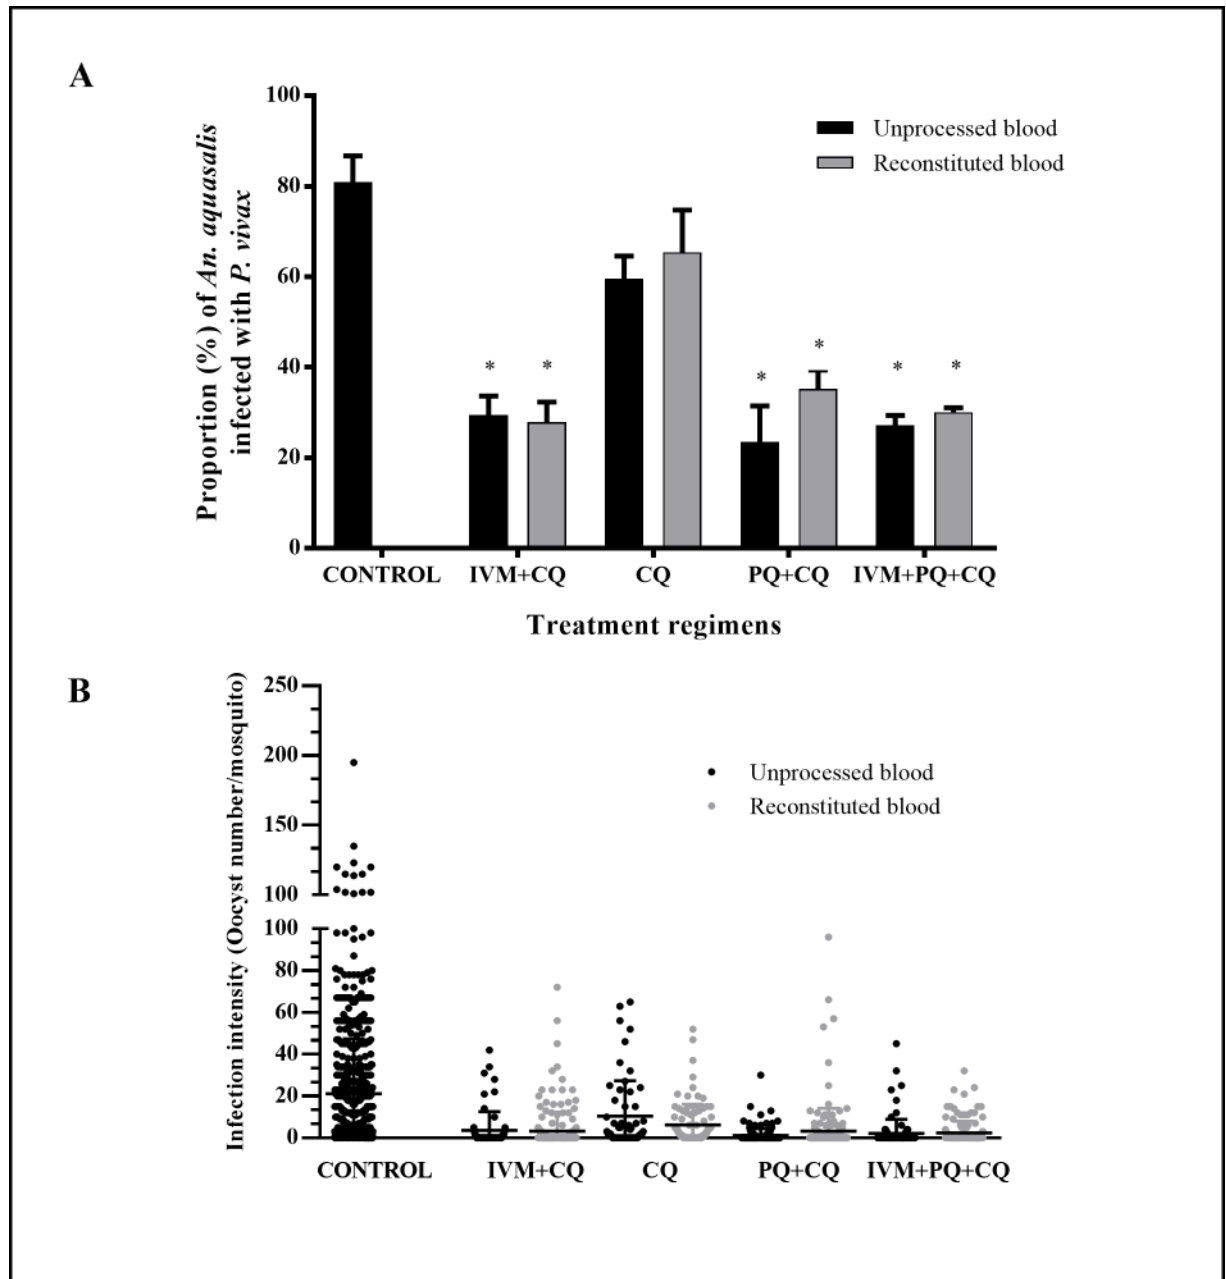 A
100
80
60
40
20
0
Proportion (%) of An. aquasalis
infected with P. vivax
Unprocessed blood
Reconstituted blood
* * * * * *
CONTROL IVM+CQ CQ PQ+CQ IVM+PQ+CQ
Treatment regimens
B
250
200
150
100
100
80
60
40
20
0
Infection intensity (Oocyst number/mosquito)
Unprocessed blood
Reconstituted blood
CONTROL IVM+CQ CQ PQ+CQ IVM+PQ+CQ